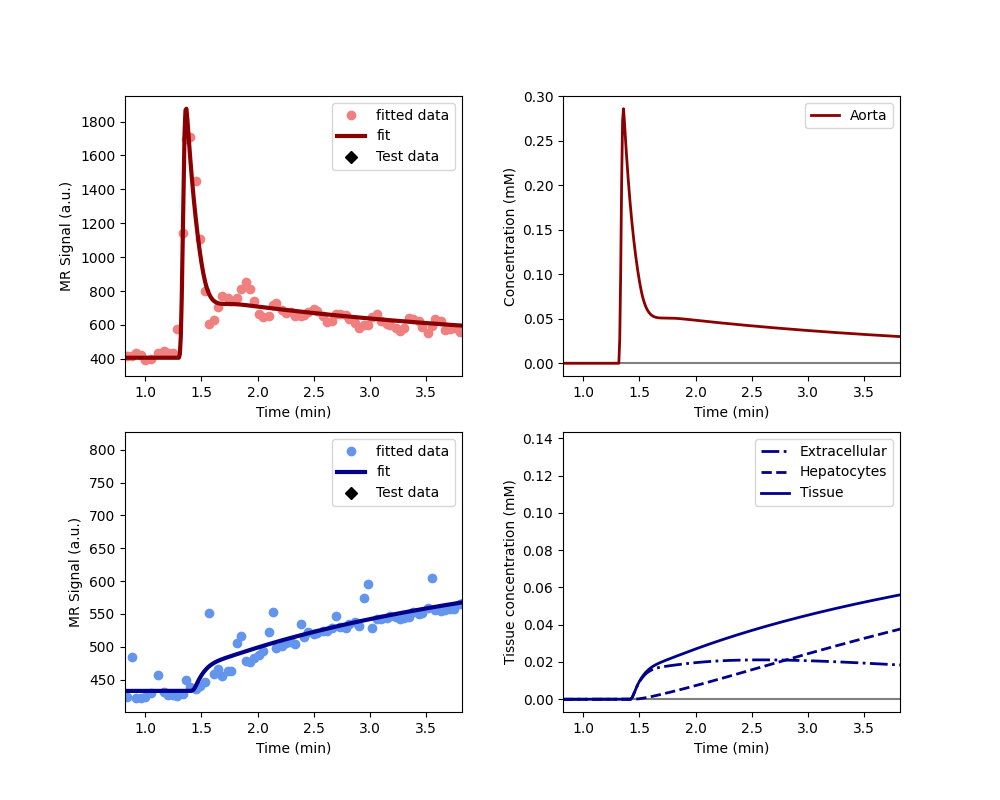 MR Signal (a.u.)
1800
1600
1400
1200
1000
800
600
400
fitted data
fit
Test data
1.0 1.5 2.0 2.5 3.0 3.5
Time (min)
Concentration (mM)
0.30
0.25
0.20
0.15
0.10
0.05
0.00
Aorta
1.0 1.5 2.0 2.5 3.0 3.5
Time (min)
MR Signal (a.u.)
800
750
700
650
600
550
500
450
fitted data
fit
Test data
1.0 1.5 2.0 2.5 3.0 3.5
Time (min)
Tissue concentration (mM)
0.14
0.12
0.10
0.08
0.06
0.04
0.02
0.00
Extracellular
Hepatocytes
Tissue
1.0 1.5 2.0 2.5 3.0 3.5
Time (min)